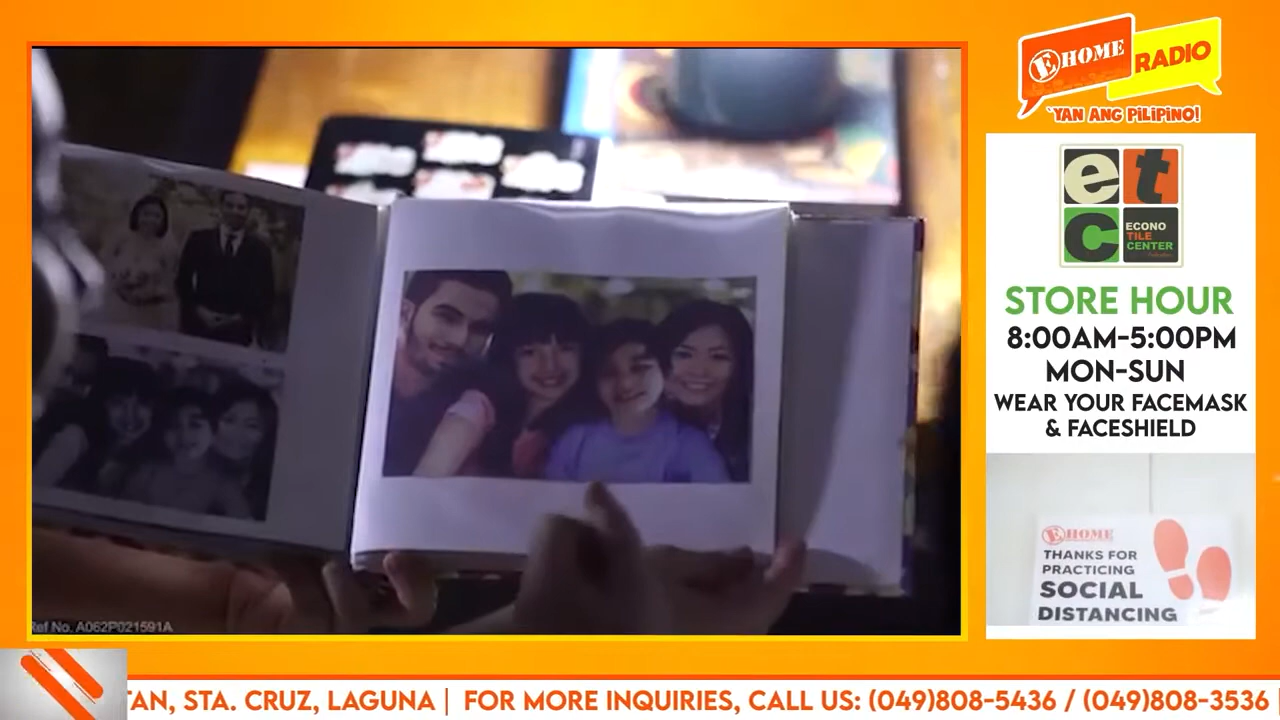 Ref No. A062P021591A
E HOME RADIO
'YAN ANG PILIPINO!
etc
ECONO
TILE
CENTER
STORE HOUR
8:00AM-5:00PM
MON-SUN
WEAR YOUR FACEMASK
& FACESHIELD
EHOME
THANKS FOR
PRACTICING
SOCIAL
DISTANCING
TAN, STA. CRUZ, LAGUNA | FOR MORE INQUIRIES, CALL US: (049)808-5436 / (049)808-3536 |